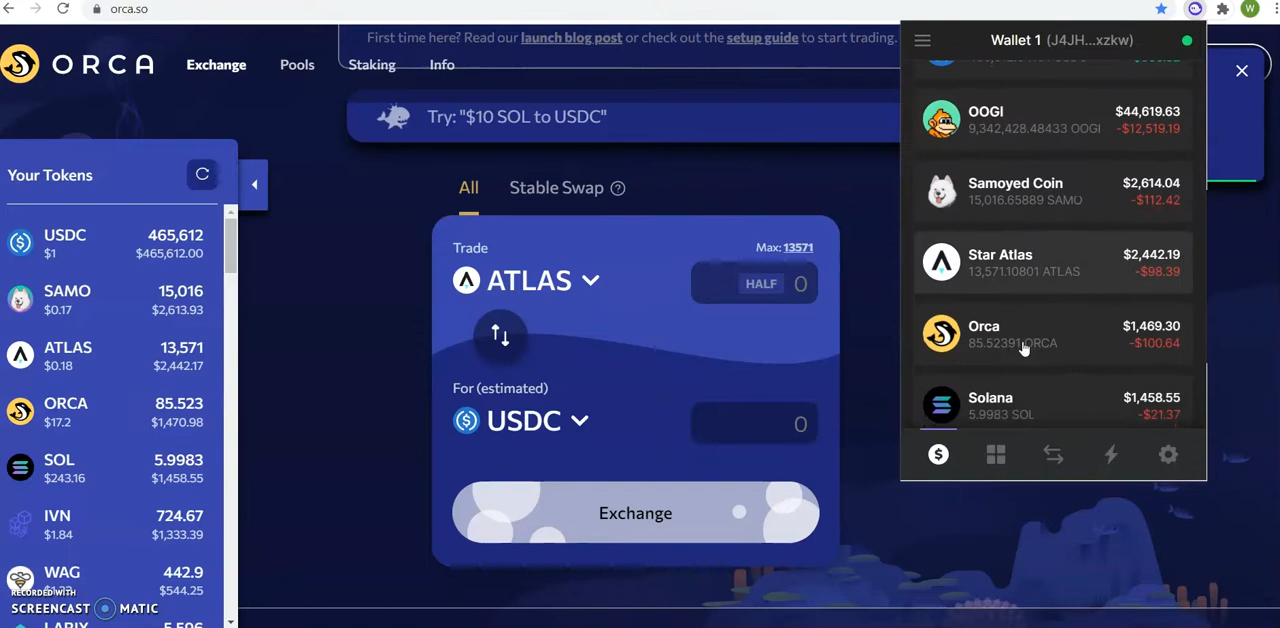 orca.so
W
First time here? Read our launch blog post or check out the setup guide to start trading.
ORCA
Exchange
Pools
Staking
Info
Try: "$10 SOL to USDC"
Your Tokens
USDC 465,612
$1 $465,612.00
SAMO 15,016
$0.17 $2,613.93
ATLAS 13,571
$0.18 $2,442.17
ORCA 85.523
$17.2 $1,470.98
SOL 5.9983
$243.16 $1,458.55
IVN 724.67
$1.84 $1,333.39
WAG 442.9
$544.25
RECORDED WITH
SCREENCAST MATIC
All
Stable Swap ?
Trade Max: 13571
ATLAS HALF 0
For (estimated)
USDC 0
Exchange
Wallet 1 (J4JH...xzkw)
OOGI $44,619.63
9,342,428.48433 OOGI -$12,519.19
Samoyed Coin $2,614.04
15,016.65889 SAMO -$112.42
Star Atlas $2,442.19
13,571.10801 ATLAS -$98.39
Orca $1,469.30
85.52391 ORCA -$100.64
Solana $1,458.55
5.9983 SOL -$21.37
$